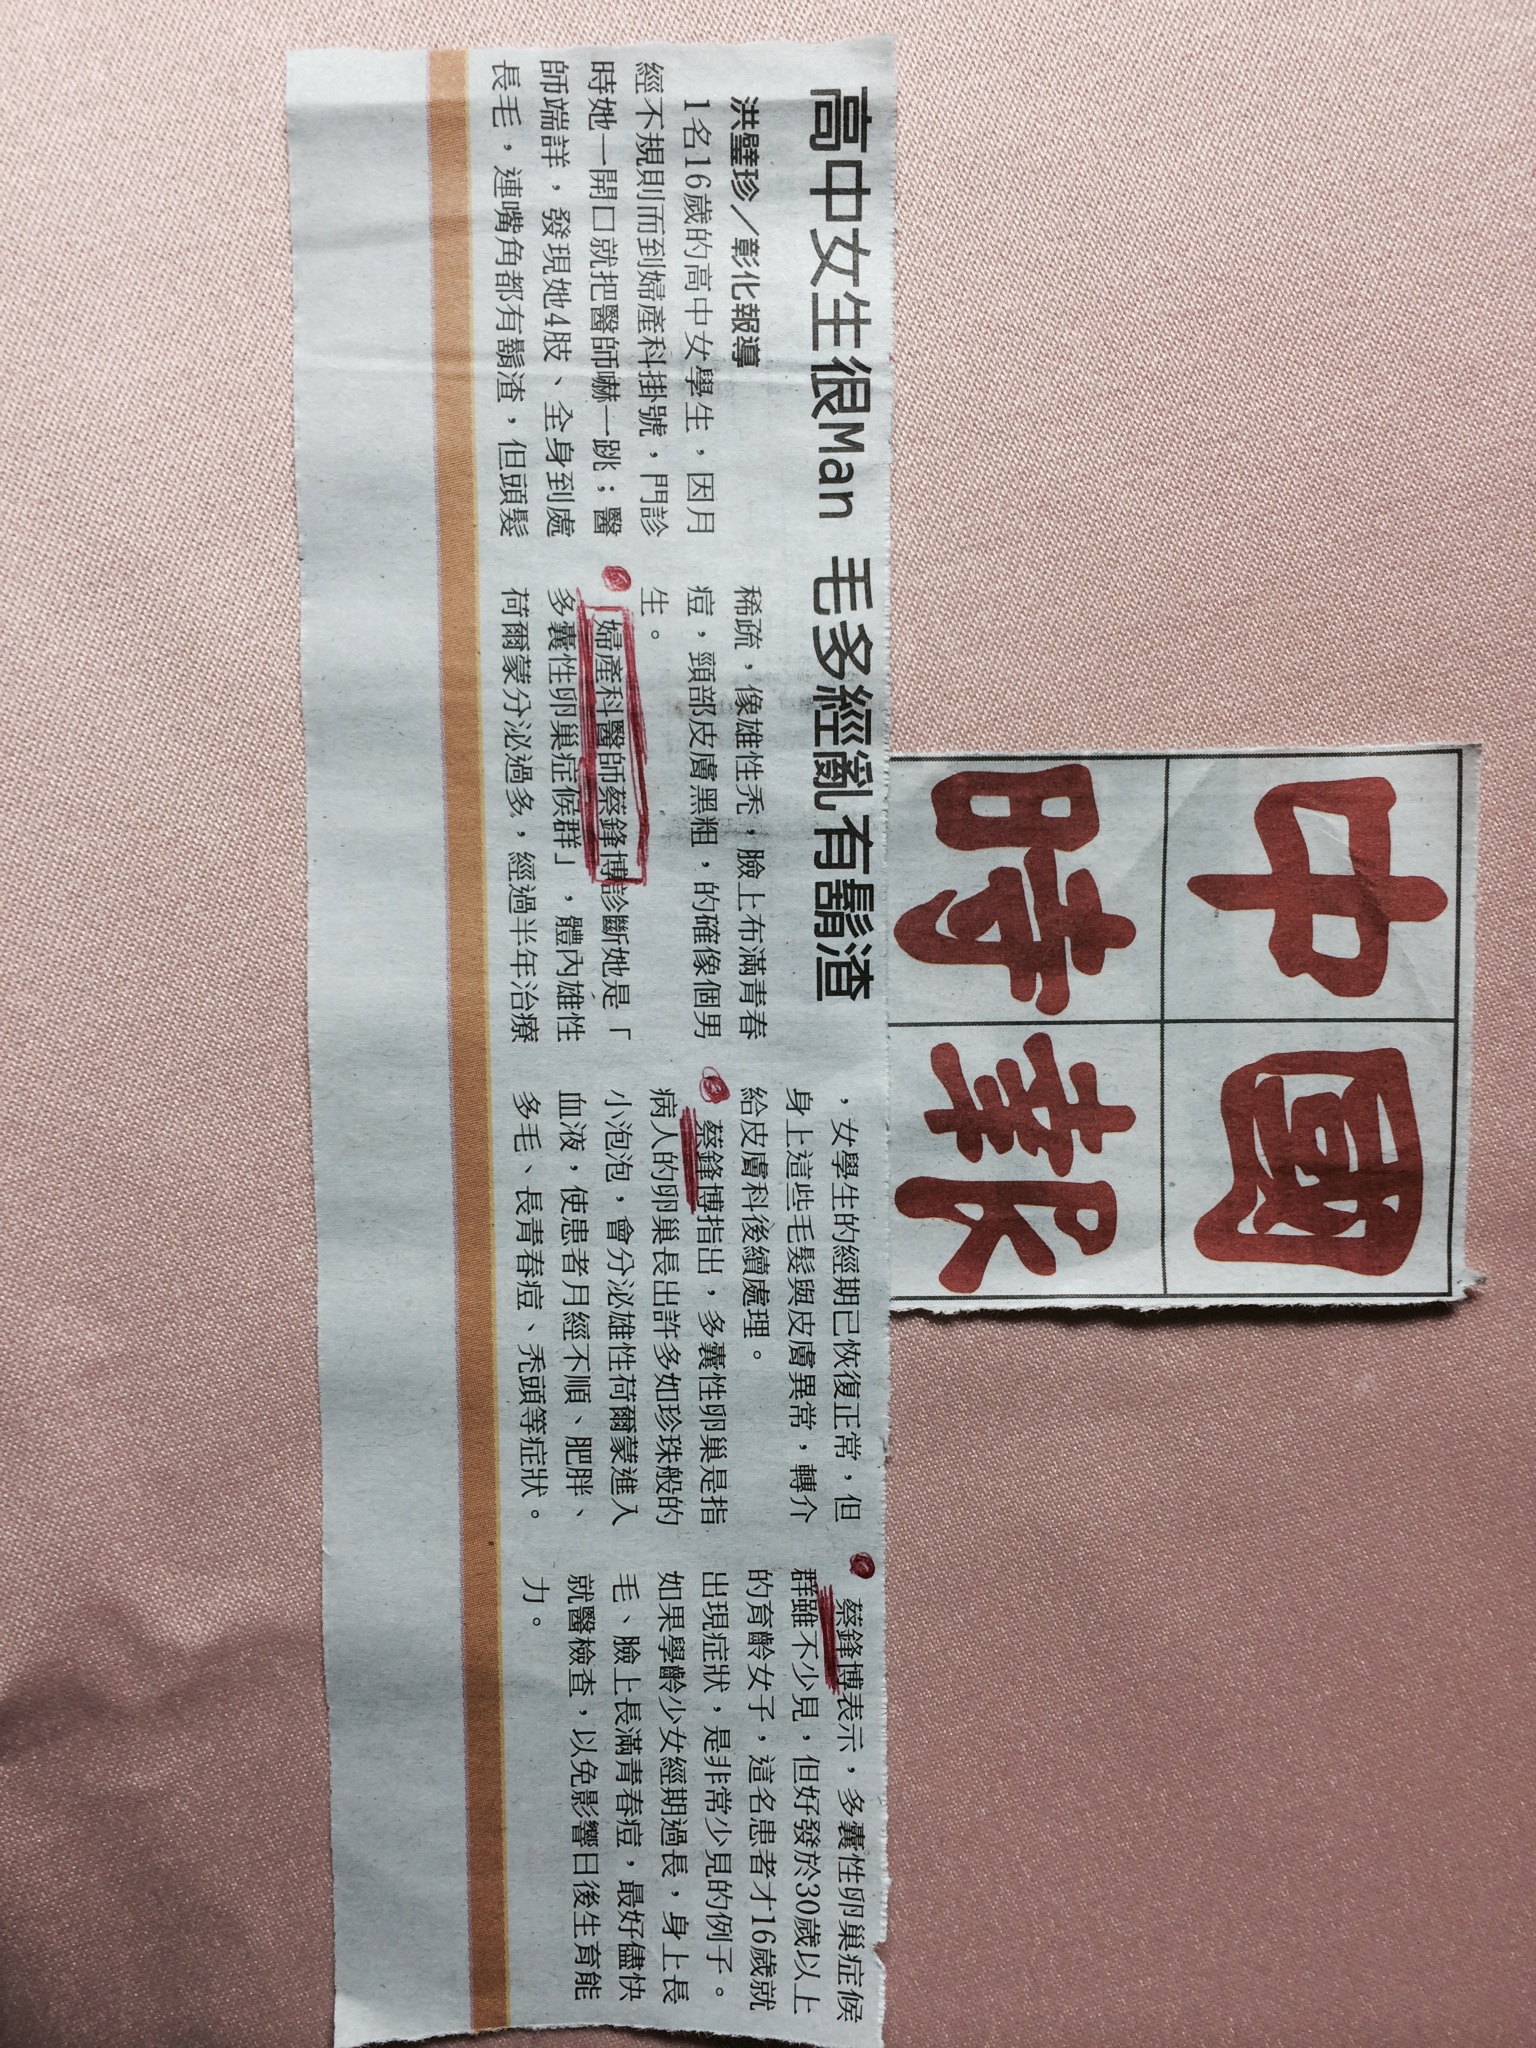 中國
時報
高中女生很Man 毛多經亂有鬍渣
洪璧珍／彰化報導
1名16歲的高中女學生，因月
經不規則而到婦產科掛號，門診
時她一開口就把醫師嚇一跳；醫
師端詳，發現她4肢、全身到處
長毛，連嘴角都有鬍渣，但頭髮
稀疏，像雄性禿，臉上布滿青春
痘，頸部皮膚黑粗，的確像個男
生。
婦產科醫師蔡鋒博診斷她是「
多囊性卵巢症候群」，體內雄性
荷爾蒙分泌過多，經過半年治療
，女學生的經期已恢復正常，但
身上這些毛髮與皮膚異常，轉介
給皮膚科後續處理。
蔡鋒博指出，多囊性卵巢是指
病人的卵巢長出許多如珍珠般的
小泡泡，會分泌雄性荷爾蒙進入
血液，使患者月經不順、肥胖、
多毛、長青春痘、禿頭等症狀。
蔡鋒博表示，多囊性卵巢症候
群雖不少見，但好發於30歲以上
的育齡女子，這名患者才16歲就
出現症狀，是非常少見的例子。
如果學齡少女經期過長，身上長
毛、臉上長滿青春痘，最好儘快
就醫檢查，以免影響日後生育能
力。